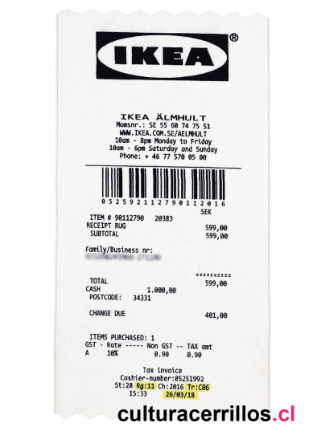 IKEA®
IKEA ÄLMHULT
Momsnr.: SE 55 60 74 75 51
WWW.IKEA.COM.SE/AELMHULT
10am - 8pm Monday to Friday
10am - 6pm Saturday and Sunday
Phone: + 46 77 570 05 00
0525921127901 12016
SEK
ITEM # 90112790 20383
RECEIPT RUG 599,00
SUBTOTAL 599,00
Family/Business nr:
**********
TOTAL 599,00
CASH 1.000,00
POSTCODE: 34331
CHANGE DUE 401,00
ITEMS PURCHASED: 1
GST - Rate ----- Non GST -- TAX amt
A 10% 0.90 0.90
Tax invoice
Cashier-number:05251992
St:28 Rg:11 Ch:2016 Tr:C06
15:33 26/03/18
culturacerrillos.cl